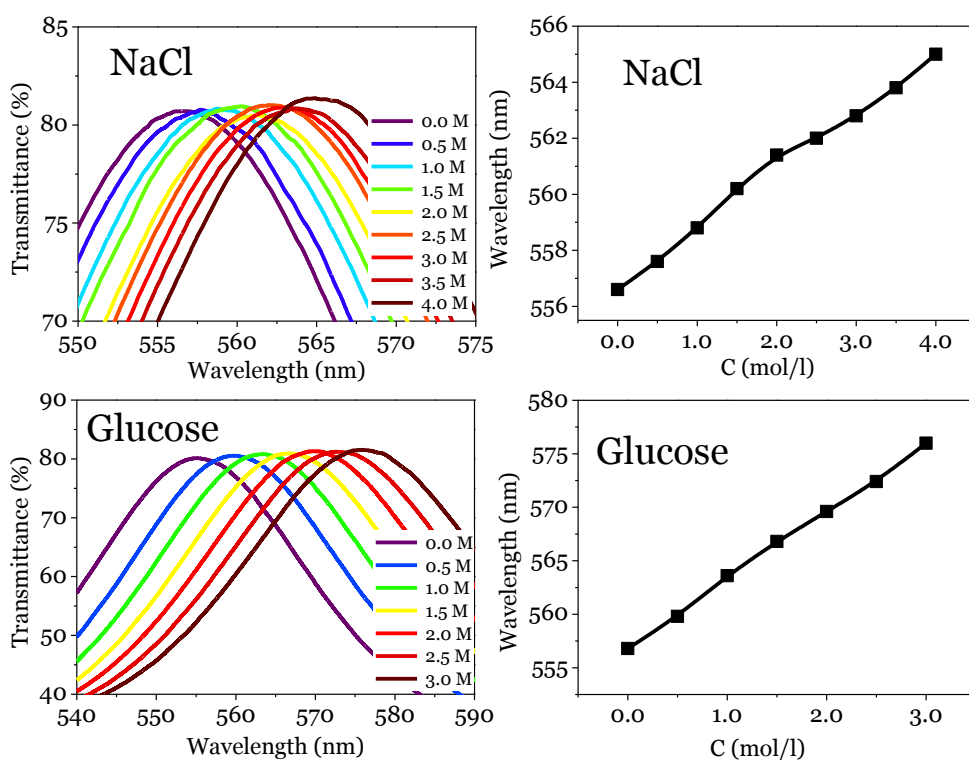 NaCl
Transmittance (%)
85
80
75
70
0.0 M
0.5 M
1.0 M
1.5 M
2.0 M
2.5 M
3.0 M
3.5 M
4.0 M
550 555 560 565 570 575
Wavelength (nm)
NaCl
Wavelength (nm)
566
564
562
560
558
556
0.0 1.0 2.0 3.0 4.0
C (mol/l)
Glucose
Transmittance (%)
90
80
70
60
50
40
0.0 M
0.5 M
1.0 M
1.5 M
2.0 M
2.5 M
3.0 M
540 550 560 570 580 590
Wavelength (nm)
Glucose
Wavelength (nm)
580
575
570
565
560
555
0.0 1.0 2.0 3.0
C (mol/l)